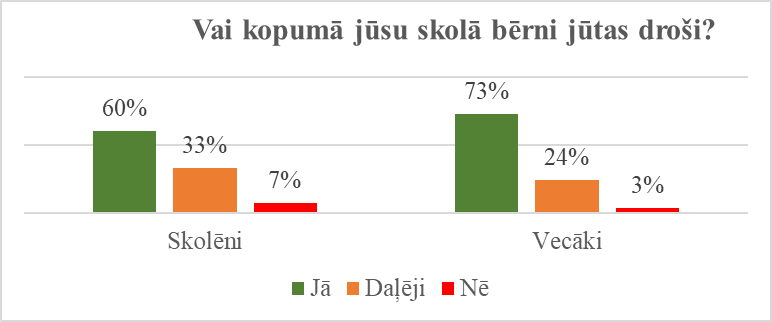 Vai kopumā jūsu skolā bērni jūtas droši?
60%
33%
7%
73%
24%
3%
Skolēni
Vecāki
Jā
Daļēji
Nē